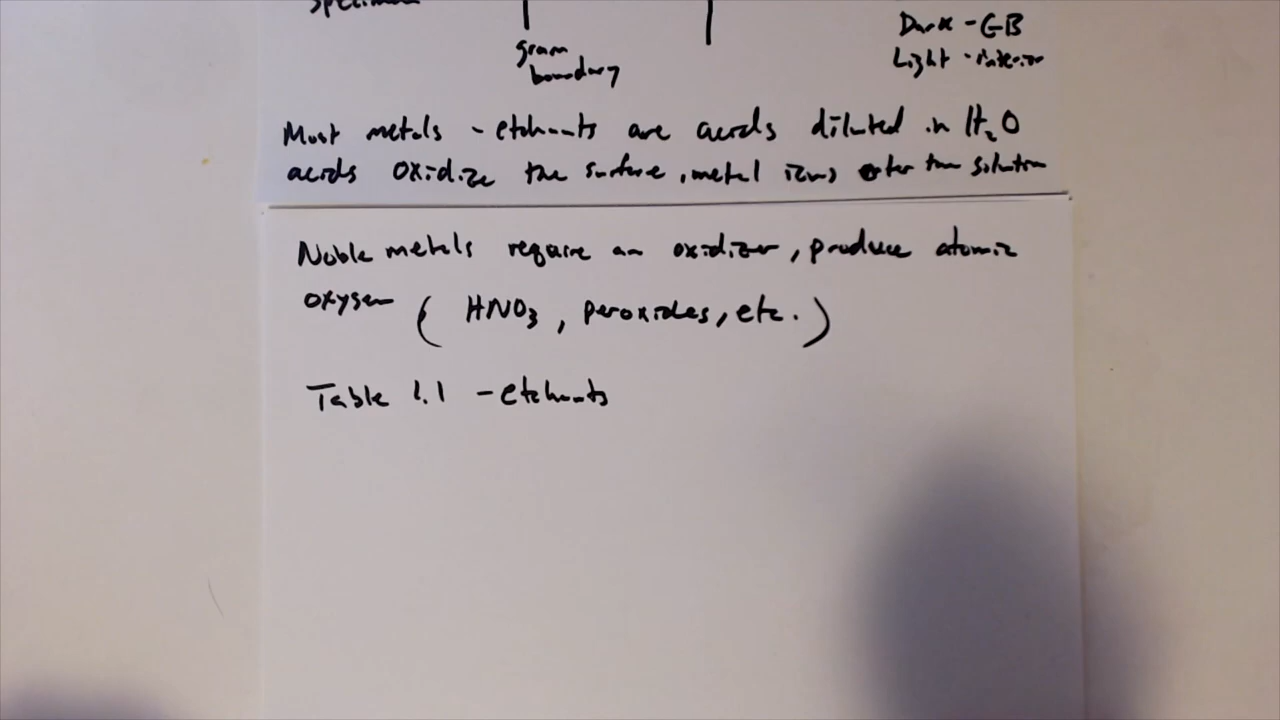 specimen
grain
boundary
Dark - GB
Light - interior
Most metals - etchants are acids diluted in H₂O
acids oxidize the surface, metal ions enter the solution
Noble metals require an oxidizer, produce atomic
oxygen ( HNO₃, peroxides, etc. )
Table 1.1 - etchants